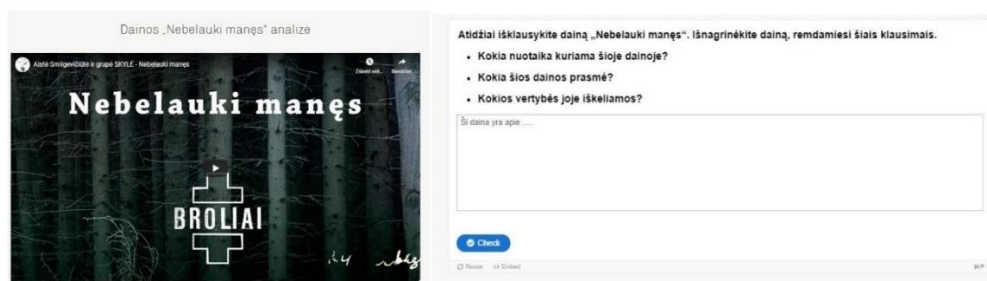 Dainos „Nebelauki manęs“ analizė
Aistė Smilgevičiūtė ir grupė SKYLĖ - Nebelauki manęs
Nebelauki manęs
BROLIAI
Atidžiai išklausykite dainą „Nebelauki manęs“. Išnagrinėkite dainą, remdamiesi šiais klausimais.
• Kokia nuotaika kuriama šioje dainoje?
• Kokia šios dainos prasmė?
• Kokios vertybės joje iškeliamos?
Ši daina yra apie .....
Check
Reuse <> Embed